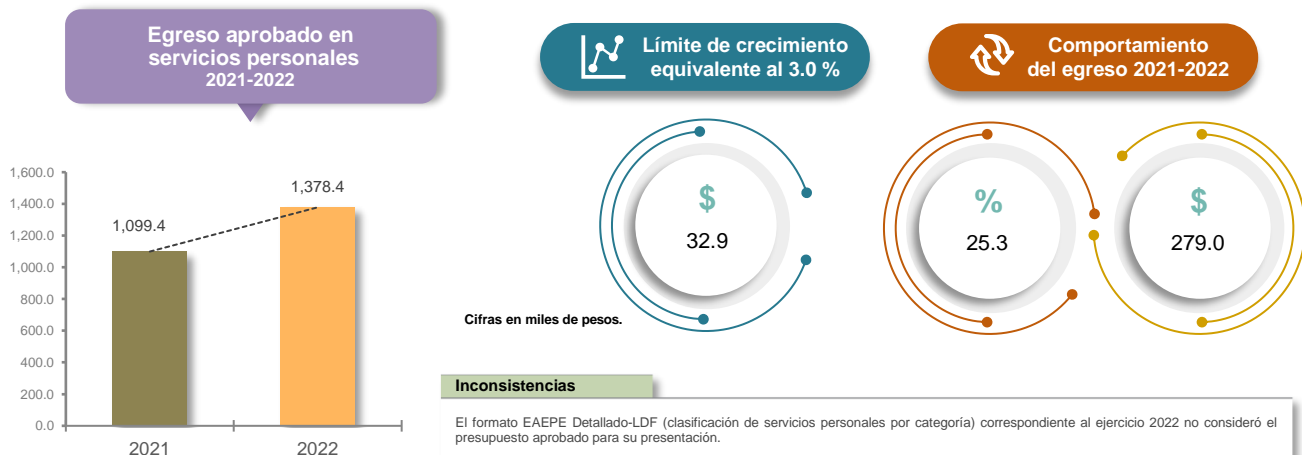 Egreso aprobado en
servicios personales
2021-2022
Límite de crecimiento
equivalente al 3.0 %
Comportamiento
del egreso 2021-2022
1,600.0
1,400.0
1,200.0
1,000.0
800.0
600.0
400.0
200.0
0.0
1,099.4
1,378.4
2021
2022
$
32.9
%
25.3
$
279.0
Cifras en miles de pesos.
Inconsistencias
El formato EAEPE Detallado-LDF (clasificación de servicios personales por categoría) correspondiente al ejercicio 2022 no consideró el
presupuesto aprobado para su presentación.